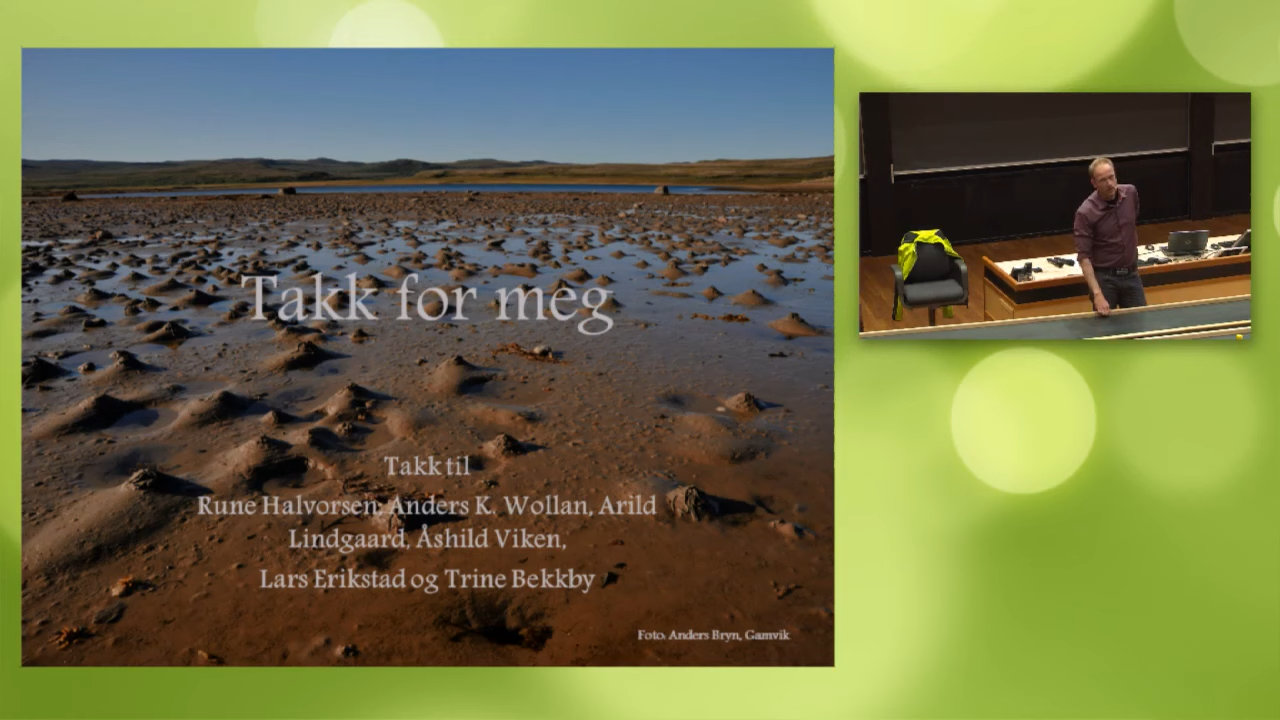 Takk for meg
Takk til
Rune Halvorsen, Anders K. Wollan, Arild
Lindgaard, Åshild Viken,
Lars Erikstad og Trine Bekkby
Foto: Anders Bryn, Gamvik